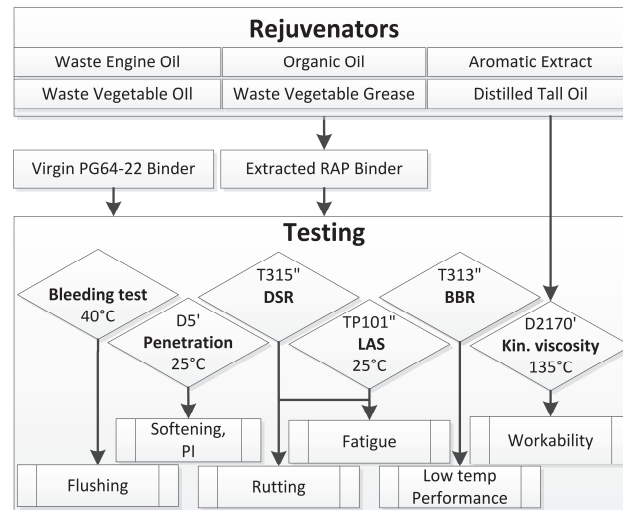 Rejuvenators
Waste Engine Oil
Organic Oil
Aromatic Extract
Waste Vegetable OIl
Waste Vegetable Grease
Distilled Tall Oil
Virgin PG64-22 Binder
Extracted RAP Binder
Testing
Bleeding test
40°C
D5'
Penetration
25°C
T315"
DSR
TP101"
LAS
25°C
T313"
BBR
D2170'
Kin. viscosity
135°C
Softening,
PI
Fatigue
Workability
Flushing
Rutting
Low temp
Performance